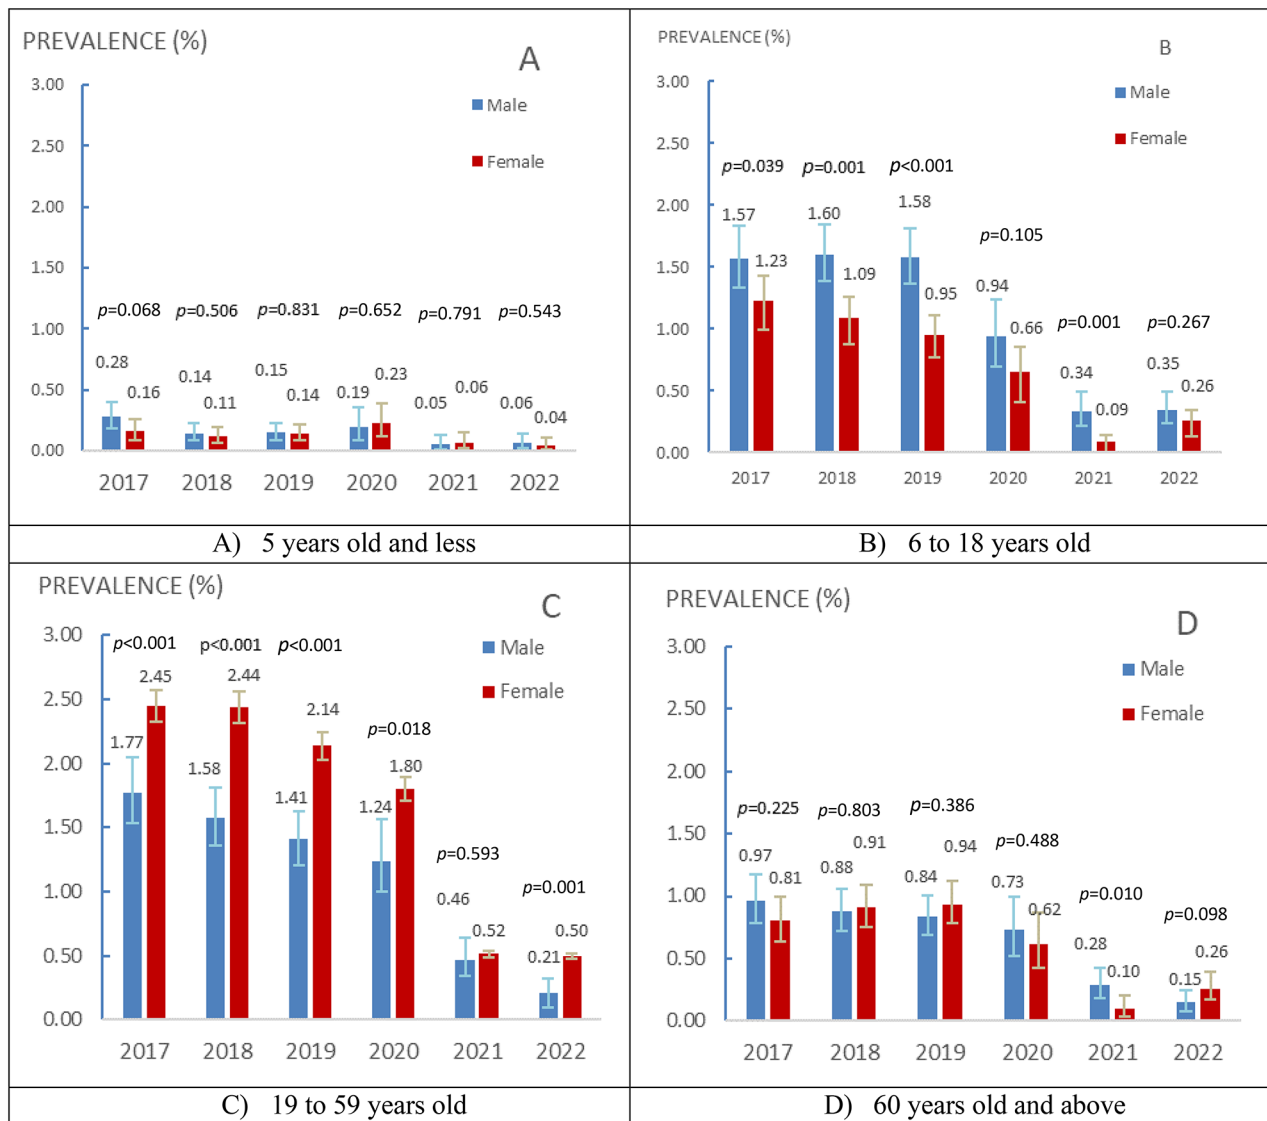 PREVALENCE (%)
A
3.00
Male
2.50
Female
2.00
1.50
p=0.068 p=0.506 p=0.831 p=0.652 p=0.791 p=0.543
1.00
0.28 0.16 0.14 0.11 0.15 0.14 0.19 0.23 0.05 0.06 0.06 0.04
0.50
0.00
2017 2018 2019 2020 2021 2022
A) 5 years old and less
PREVALENCE (%)
B
3.00
Male
2.50
Female
p=0.039 p=0.001 p<0.001
2.00
1.57 1.23 1.60 1.09 1.58 0.95
p=0.105
1.50
0.94 0.66
p=0.001 p=0.267
1.00
0.34 0.09 0.35 0.26
0.50
0.00
2017 2018 2019 2020 2021 2022
B) 6 to 18 years old
PREVALENCE (%)
C
3.00
p<0.001 p<0.001 p<0.001
Male
2.50
Female
1.77 2.45 1.58 2.44 1.41 2.14
p=0.018
2.00
1.24 1.80
1.50
p=0.593
p=0.001
1.00
0.46 0.52 0.21 0.50
0.50
0.00
2017 2018 2019 2020 2021 2022
C) 19 to 59 years old
PREVALENCE (%)
D
3.00
Male
2.50
Female
2.00
p=0.225 p=0.803 p=0.386
p=0.488
1.50
0.97 0.81 0.88 0.91 0.84 0.94 0.73 0.62
p=0.010
p=0.098
1.00
0.28 0.10 0.15 0.26
0.50
0.00
2017 2018 2019 2020 2021 2022
D) 60 years old and above